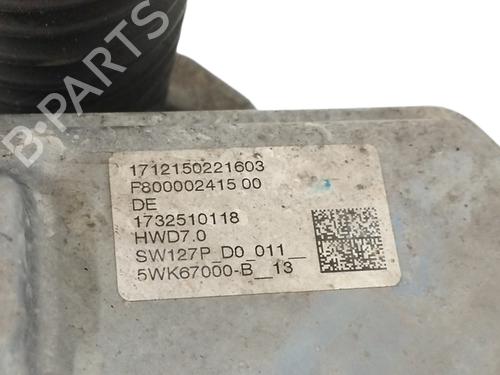 B-PARTS
1712150221603
F800002415 00
DE
1732510118
HWD7.0
SW127P_D0_011__
5WK67000-B__13